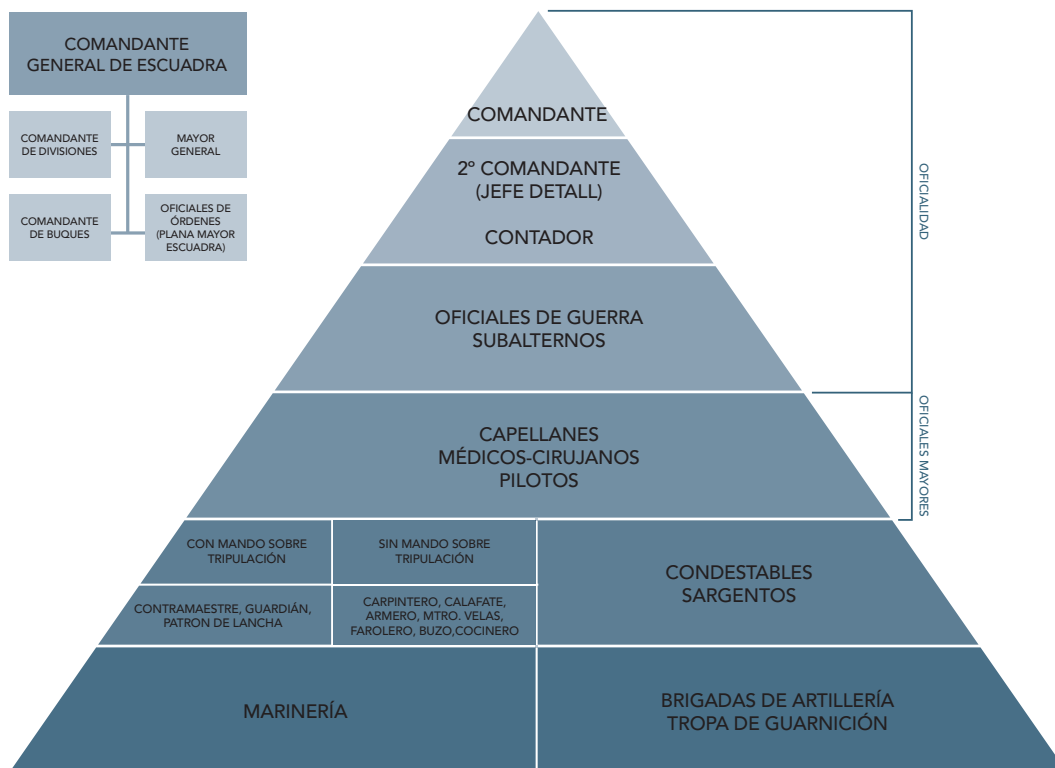 COMANDANTE
GENERAL DE ESCUADRA
COMANDANTE
DE DIVISIONES
MAYOR
GENERAL
COMANDANTE
DE BUQUES
OFICIALES DE
ÓRDENES
(PLANA MAYOR
ESCUADRA)
COMANDANTE
2º COMANDANTE
(JEFE DETALL)
CONTADOR
OFICIALES DE GUERRA
SUBALTERNOS
OFICIALIDAD
CAPELLANES
MÉDICOS-CIRUJANOS
PILOTOS
OFICIALES MAYORES
CON MANDO SOBRE
TRIPULACIÓN
SIN MANDO SOBRE
TRIPULACIÓN
CONTRAMAESTRE, GUARDIÁN,
PATRON DE LANCHA
CARPINTERO, CALAFATE,
ARMERO, MTRO. VELAS,
FAROLERO, BUZO,COCINERO
CONDESTABLES
SARGENTOS
MARINERÍA
BRIGADAS DE ARTILLERÍA
TROPA DE GUARNICIÓN